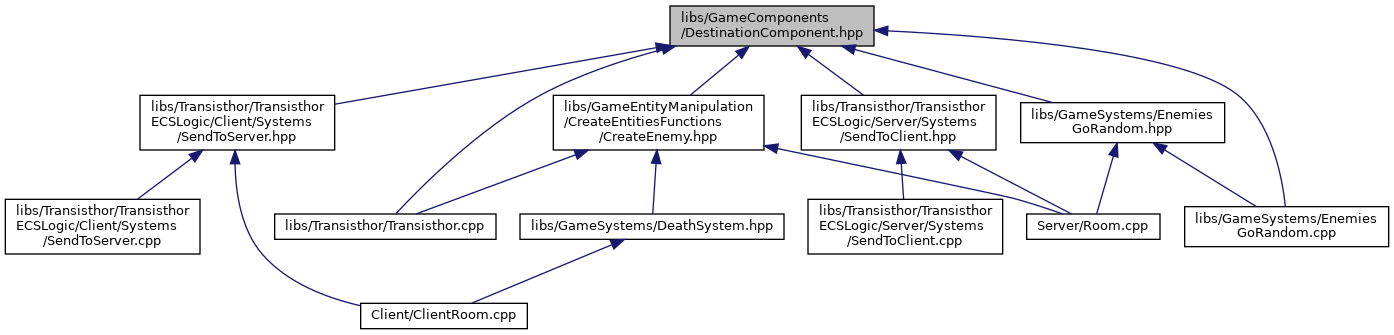 libs/GameComponents
/DestinationComponent.hpp
libs/Transisthor/Transisthor
ECSLogic/Client/Systems
/SendToServer.hpp
libs/GameEntityManipulation
/CreateEntitiesFunctions
/CreateEnemy.hpp
libs/Transisthor/Transisthor
ECSLogic/Server/Systems
/SendToClient.hpp
libs/GameSystems/Enemies
GoRandom.hpp
libs/Transisthor/Transisthor
ECSLogic/Client/Systems
/SendToServer.cpp
libs/Transisthor/Transisthor.cpp
libs/GameSystems/DeathSystem.hpp
libs/Transisthor/Transisthor
ECSLogic/Server/Systems
/SendToClient.cpp
Server/Room.cpp
libs/GameSystems/Enemies
GoRandom.cpp
Client/ClientRoom.cpp